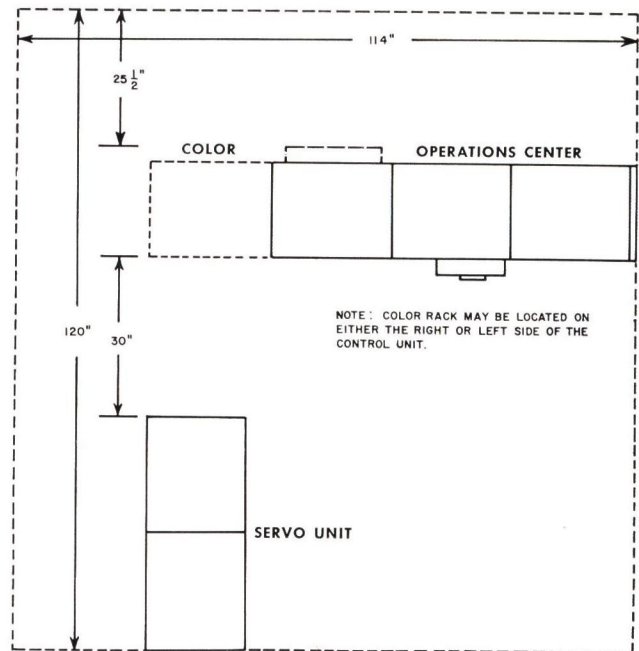 114"
25 1/2"
COLOR
OPERATIONS CENTER
NOTE: COLOR RACK MAY BE LOCATED ON
EITHER THE RIGHT OR LEFT SIDE OF THE
CONTROL UNIT.
120"
30"
SERVO UNIT